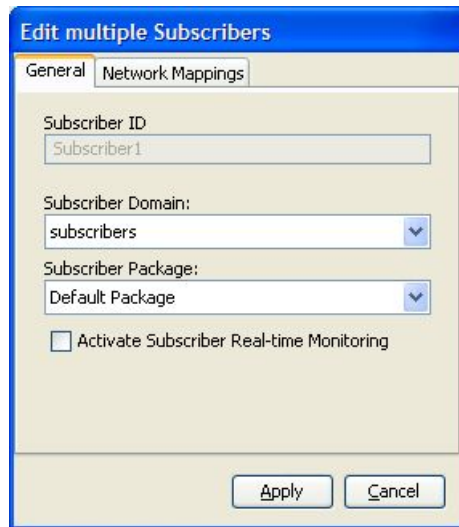 Edit multiple Subscribers
General Network Mappings
Subscriber ID
Subscriber1
Subscriber Domain:
subscribers
Subscriber Package:
Default Package
Activate Subscriber Real-time Monitoring
Apply Cancel